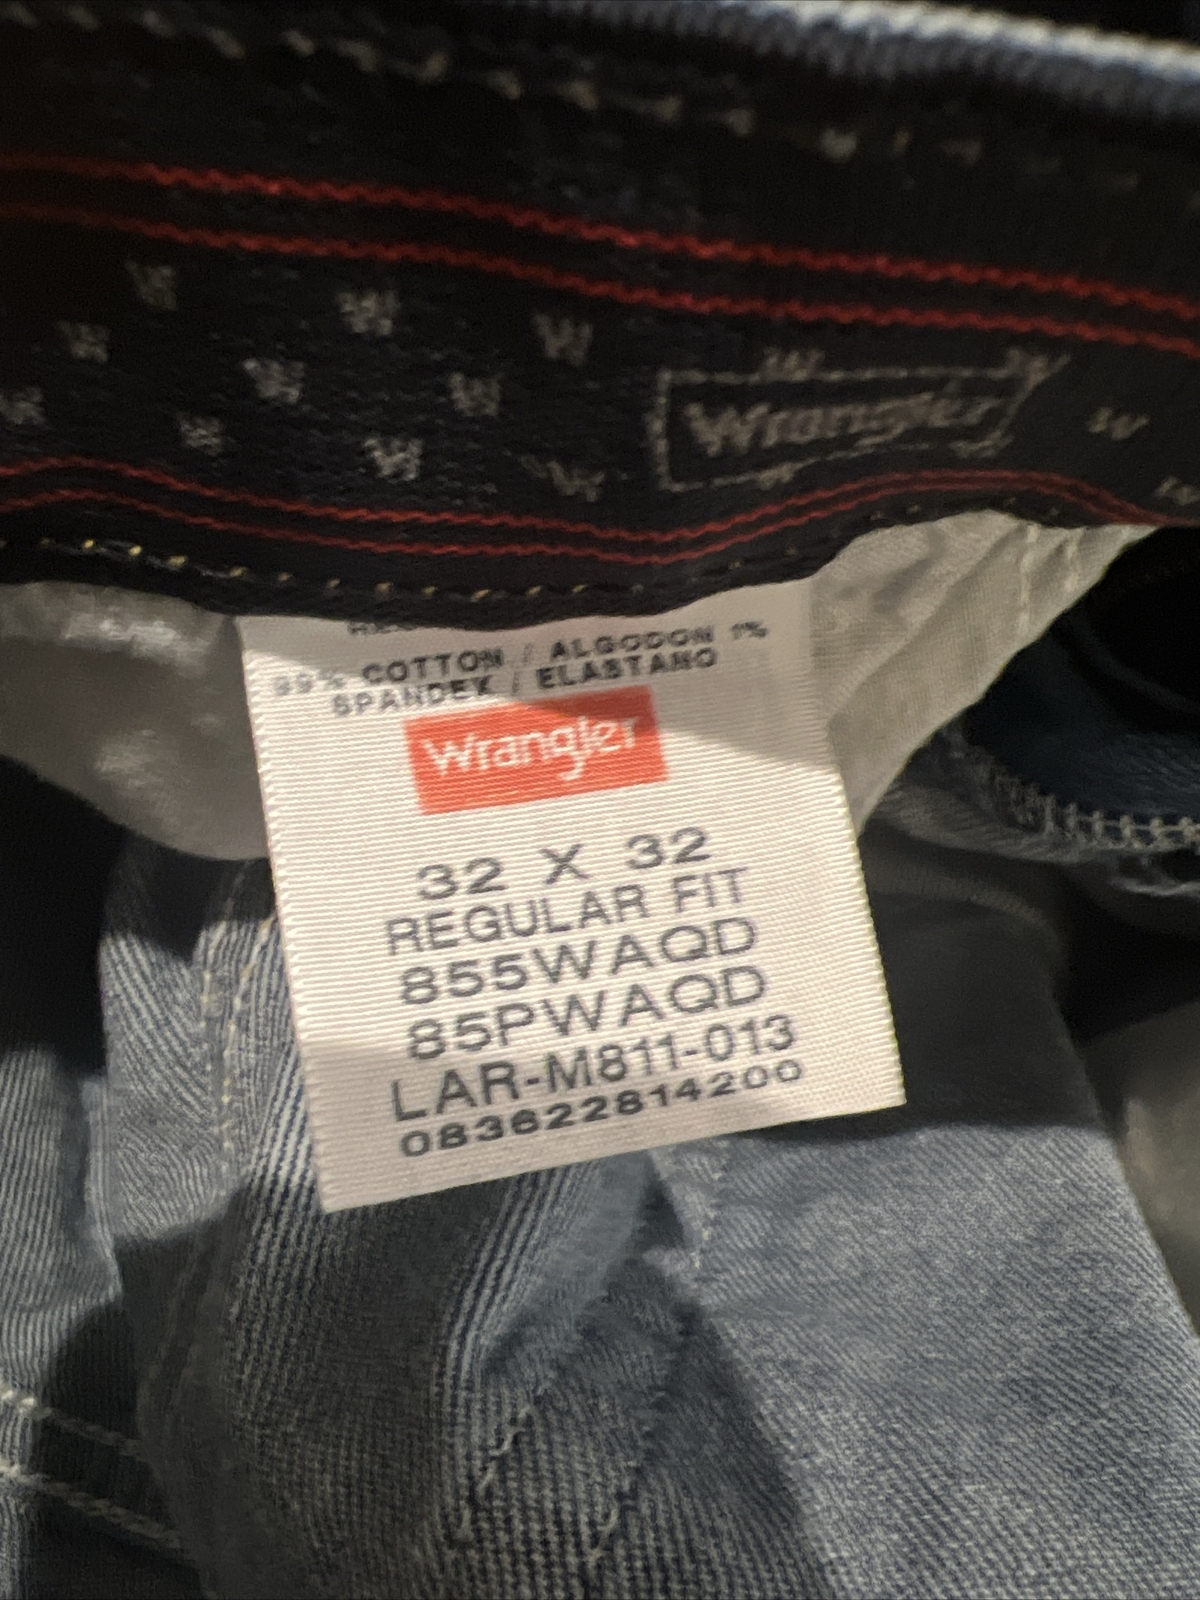 Wrangler
99% COTTON / ALGODON 1%
SPANDEX / ELASTANO
Wrangler
32 X 32
REGULAR FIT
855WAQD
85PWAQD
LAR-M811-013
083622814200